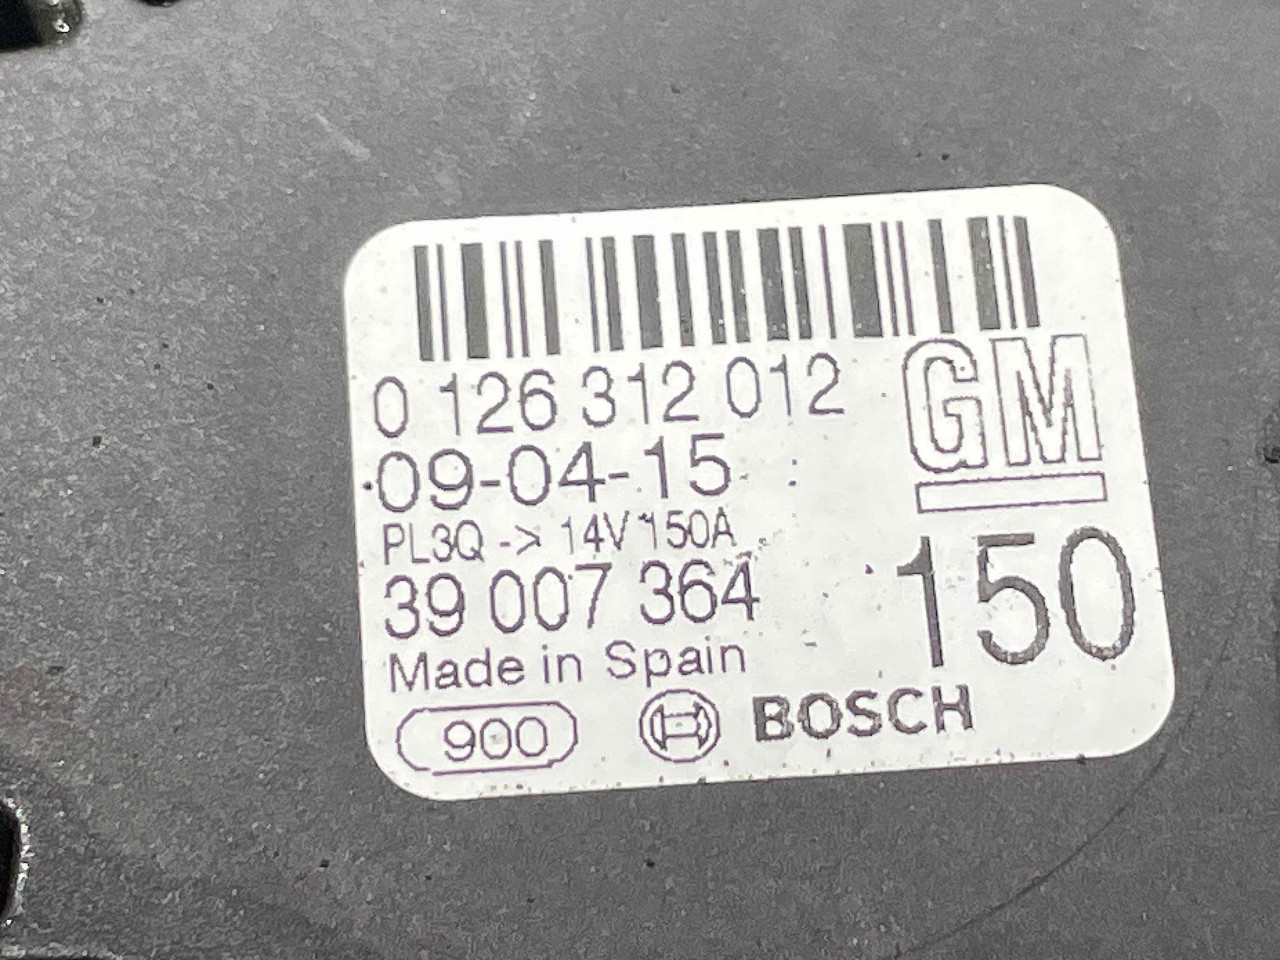 0 126 312 012
GM
09-04-15 :
PL3Q -> 14V 150A
39 007 364
150
Made in Spain
900
BOSCH